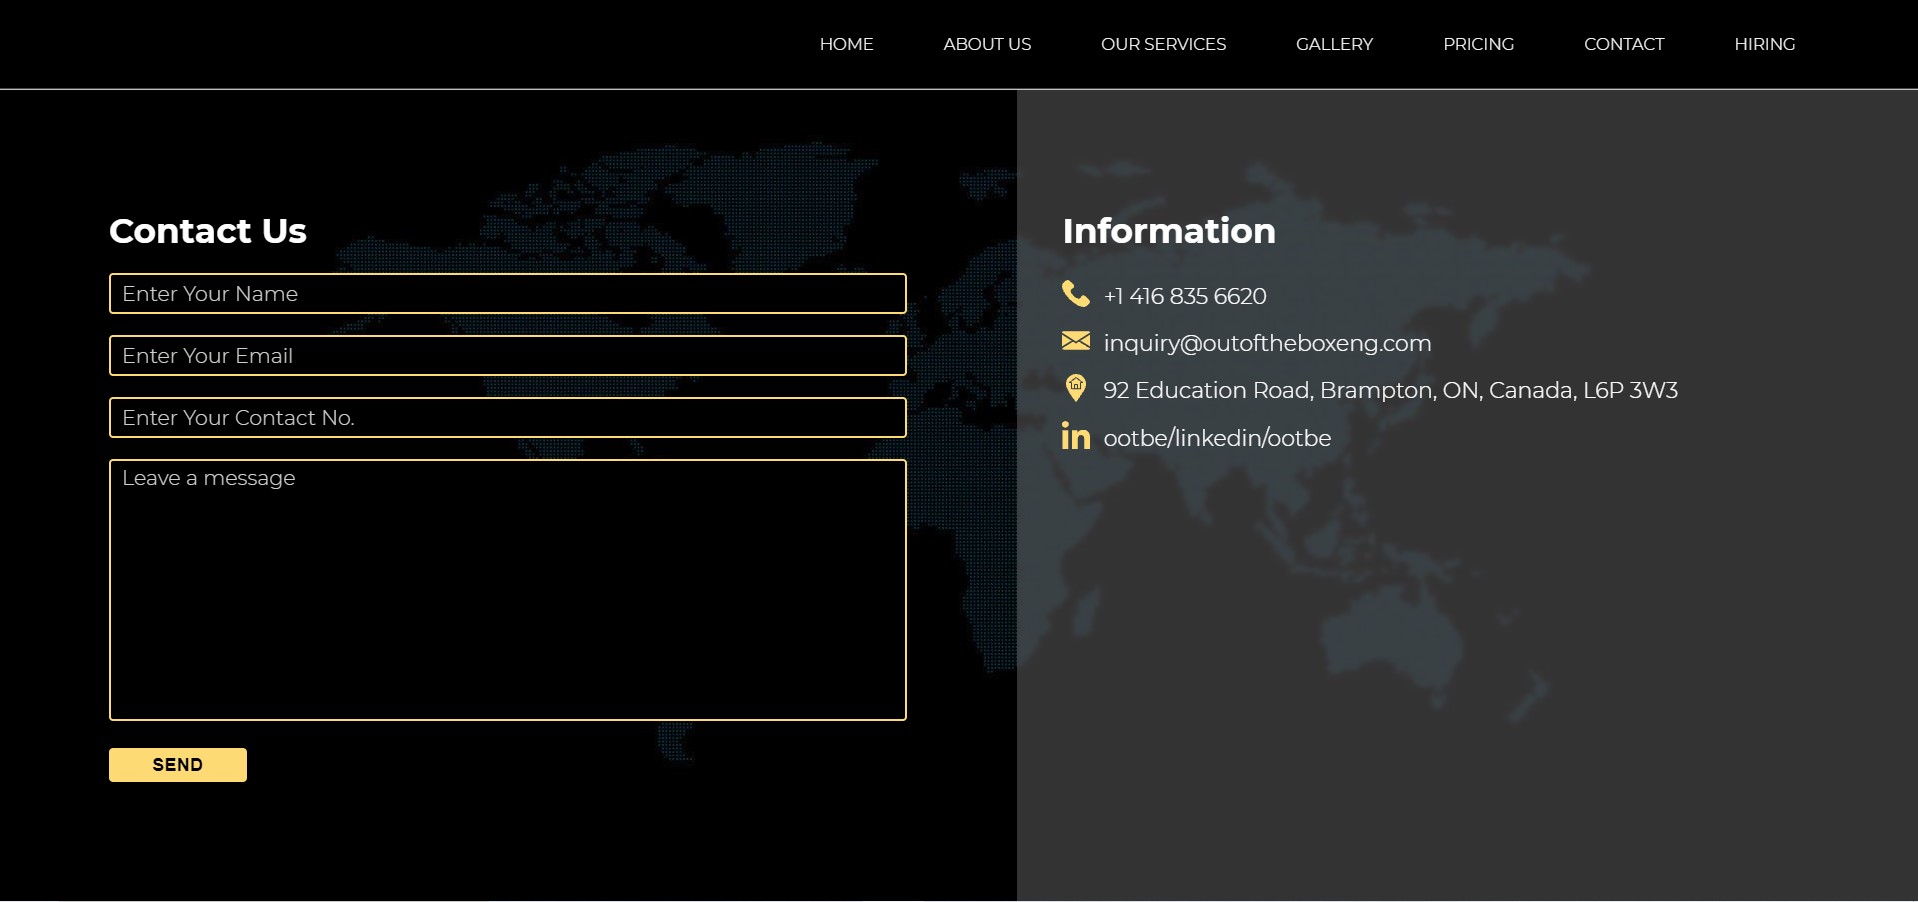 HOME ABOUT US OUR SERVICES GALLERY PRICING CONTACT HIRING
Contact Us
Enter Your Name
Enter Your Email
Enter Your Contact No.
Leave a message
SEND
Information
+1 416 835 6620
inquiry@outoftheboxeng.com
92 Education Road, Brampton, ON, Canada, L6P 3W3
ootbe/linkedin/ootbe